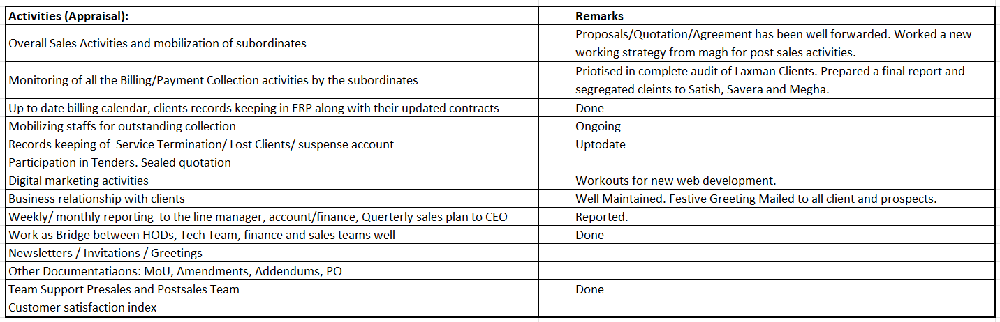 Activities (Appraisal): Remarks
Overall Sales Activities and mobilization of subordinates
Proposals/Quotation/Agreement has been well forwarded. Worked a new
working strategy from magh for post sales activities.
Monitoring of all the Billing/Payment Collection activities by the subordinates
Priotised in complete audit of Laxman Clients. Prepared a final report and
segregated cleints to Satish, Savera and Megha.
Up to date billing calendar, clients records keeping in ERP along with their updated contracts Done
Mobilizing staffs for outstanding collection Ongoing
Records keeping of  Service Termination/ Lost Clients/ suspense account Uptodate
Participation in Tenders. Sealed quotation
Digital marketing activities Workouts for new web development.
Business relationship with clients Well Maintained. Festive Greeting Mailed to all client and prospects.
Weekly/ monthly reporting  to the line manager, account/finance, Querterly sales plan to CEO Reported.
Work as Bridge between HODs, Tech Team, finance and sales teams well Done
Newsletters / Invitations / Greetings
Other Documentatiaons: MoU, Amendments, Addendums, PO
Team Support Presales and Postsales Team Done
Customer satisfaction index